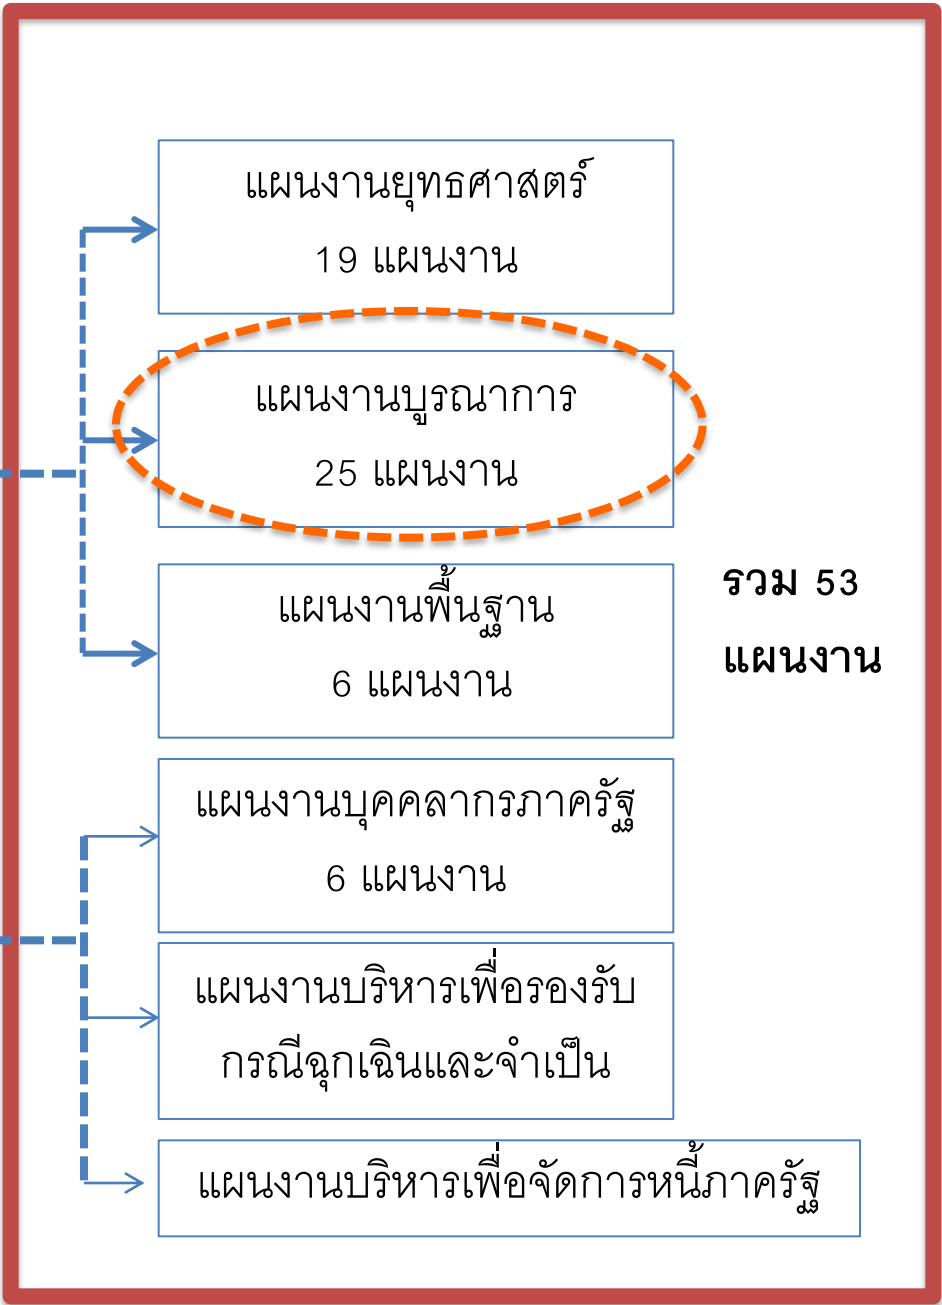 แผนงานยุทธศาสตร์
19 แผนงาน
แผนงานบูรณาการ
25 แผนงาน
แผนงานพื้นฐาน
6 แผนงาน
รวม 53
แผนงาน
แผนงานบุคคลากรภาครัฐ
6 แผนงาน
แผนงานบริหารเพื่อรองรับ
กรณีฉุกเฉินและจำเป็น
แผนงานบริหารเพื่อจัดการหนี้ภาครัฐ